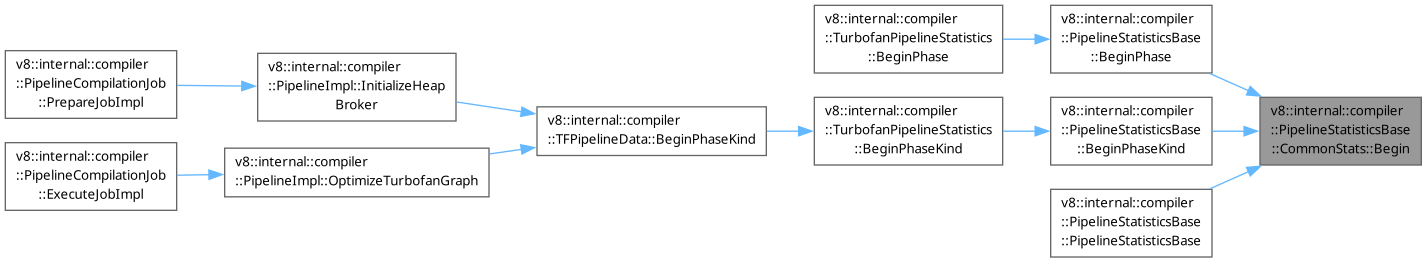 v8::internal::compiler
::PipelineCompilationJob
::PrepareJobImpl
v8::internal::compiler
::PipelineCompilationJob
::ExecuteJobImpl
v8::internal::compiler
::PipelineImpl::InitializeHeap
Broker
v8::internal::compiler
::PipelineImpl::OptimizeTurbofanGraph
v8::internal::compiler
::TFPipelineData::BeginPhaseKind
v8::internal::compiler
::TurbofanPipelineStatistics
::BeginPhase
v8::internal::compiler
::TurbofanPipelineStatistics
::BeginPhaseKind
v8::internal::compiler
::PipelineStatisticsBase
::BeginPhase
v8::internal::compiler
::PipelineStatisticsBase
::BeginPhaseKind
v8::internal::compiler
::PipelineStatisticsBase
::PipelineStatisticsBase
v8::internal::compiler
::PipelineStatisticsBase
::CommonStats::Begin